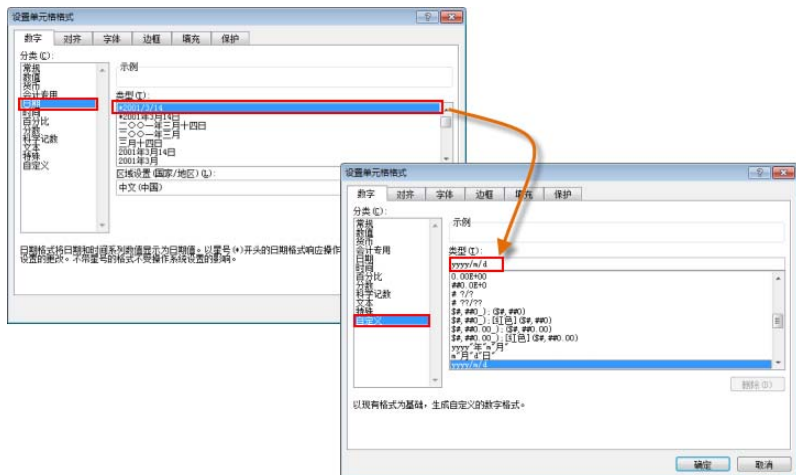 设置单元格格式
数字 对齐 字体 边框 填充 保护
分类(C):
常规
数值
货币
会计专用
日期
时间
百分比
分数
科学记数
文本
特殊
自定义
示例
类型(T):
*2001/3/14
*2001年3月14日
二〇〇一年三月十四日
二〇〇一年三月
三月十四日
2001年3月14日
2001年3月
区域设置(国家/地区)(L):
中文(中国)
日期格式将日期和时间系列数值显示为日期值。以星号(*)开头的日期格式响应操作
设置的更改。不带星号的格式不受操作系统设置的影响。
设置单元格格式
数字 对齐 字体 边框 填充 保护
分类(C):
常规
数值
货币
会计专用
日期
时间
百分比
分数
科学记数
文本
特殊
自定义
示例
类型(T):
yyyy/m/d
0.00E+00
##0.0E+0
# ?/?
# ??/??
$#,##0_);($#,##0)
$#,##0_);[红色]($#,##0)
$#,##0.00_);($#,##0.00)
$#,##0.00_);[红色]($#,##0.00)
yyyy"年"m"月"
m"月"d"日"
yyyy/m/d
删除(D)
以现有格式为基础，生成自定义的数字格式。
确定 取消